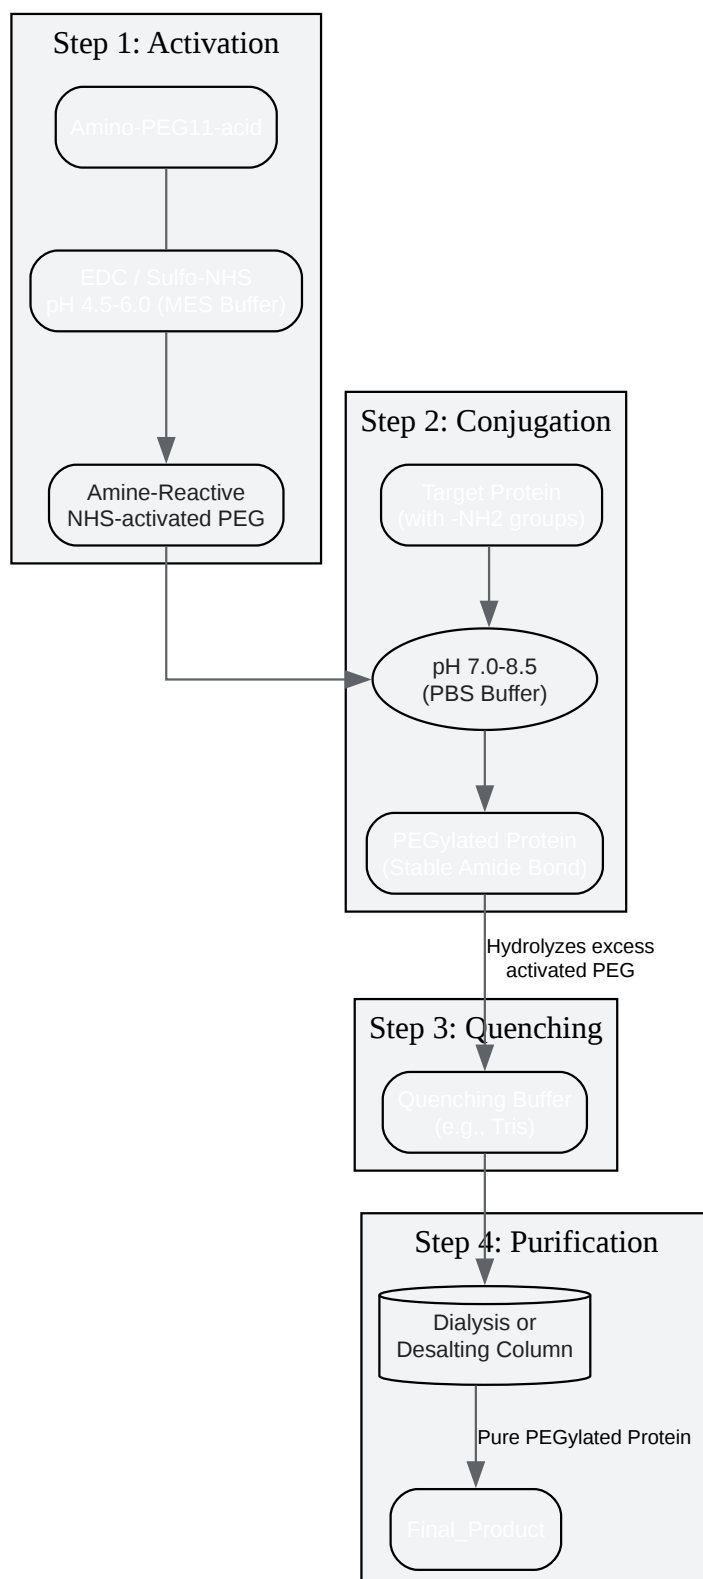 Step 1: Activation
Amino-PEG11-acid
EDC / Sulfo-NHS
pH 4.5-6.0 (MES Buffer)
Amine-Reactive
NHS-activated PEG
Step 2: Conjugation
Target Protein
(with -NH2 groups)
pH 7.0-8.5
(PBS Buffer)
PEGylated Protein
(Stable Amide Bond)
Hydrolyzes excess
activated PEG
Step 3: Quenching
Quenching Buffer
(e.g., Tris)
Step 4: Purification
Dialysis or
Desalting Column
Pure PEGylated Protein
Final_Product